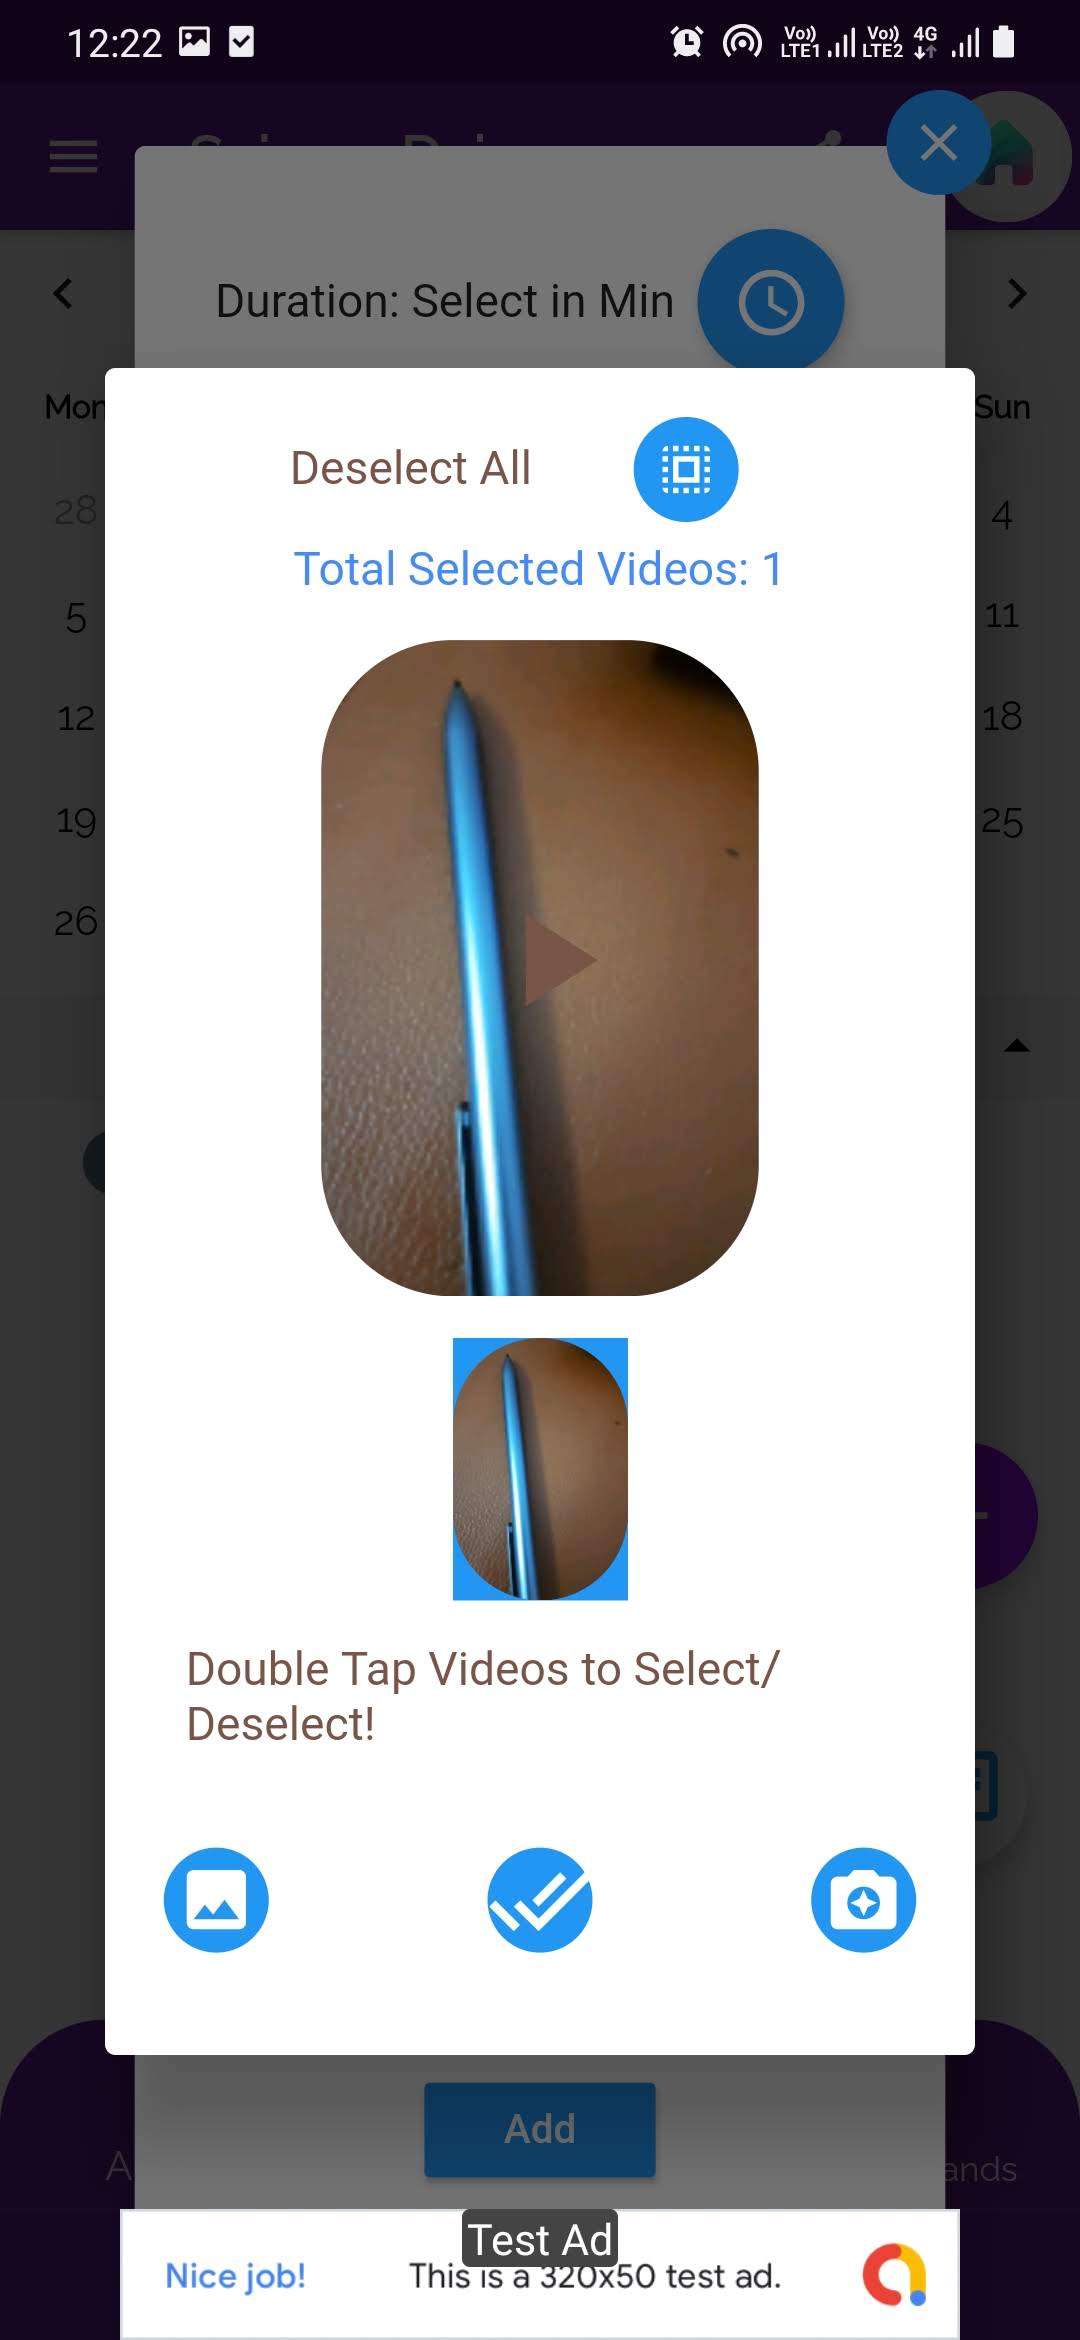 12:22
Vo)) LTE1 Vo)) LTE2 4G
Duration: Select in Min
Mon Sun
Deselect All
28 4
Total Selected Videos: 1
5 11
12 18
19 25
26
Double Tap Videos to Select/
Deselect!
Add
A ands
Test Ad
Nice job! This is a 320x50 test ad.